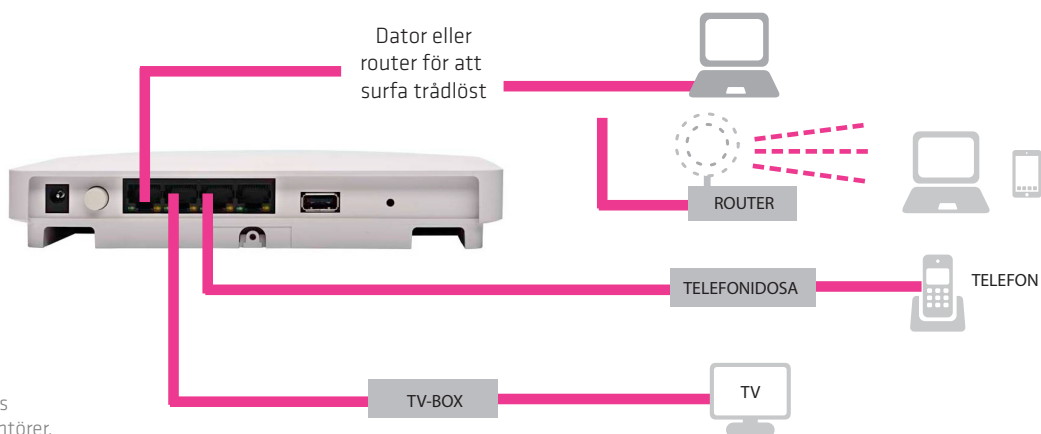 Dator eller
router för att
surfa trådlöst
ROUTER
TELEFONIDOSA
TELEFON
TV-BOX
TV